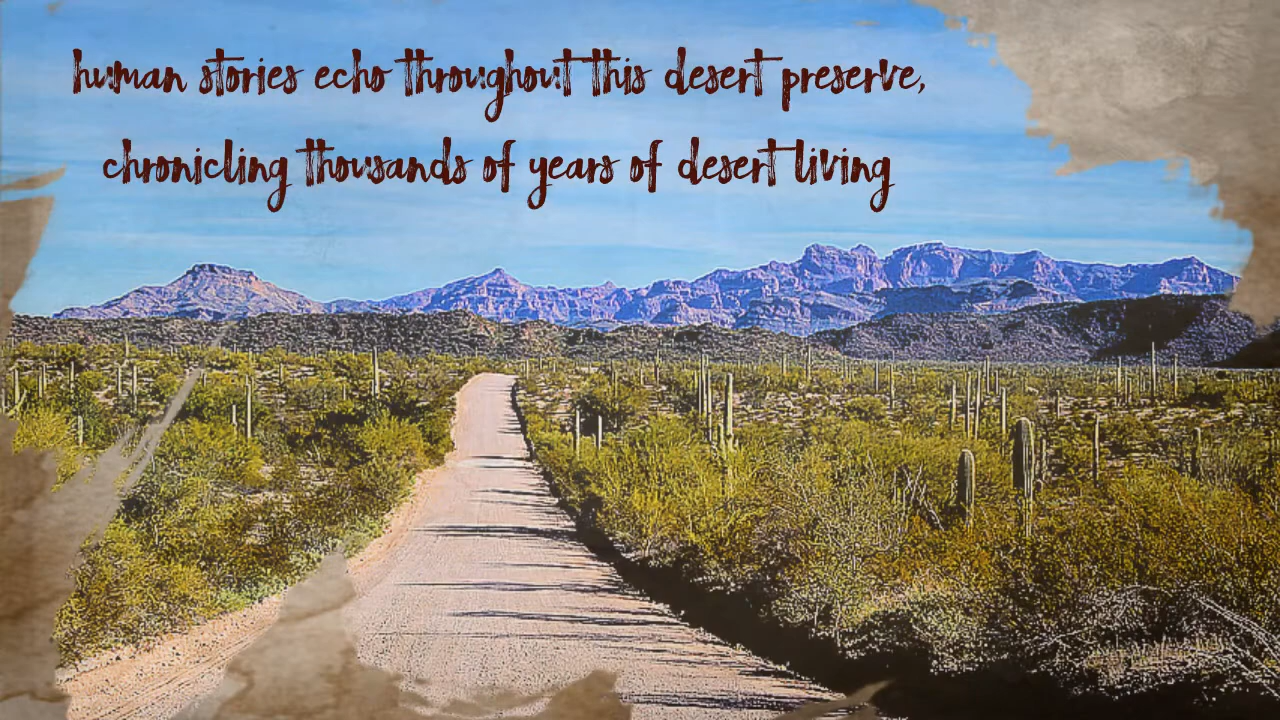 human stories echo throughout this desert preserve,
chronicling thousands of years of desert living